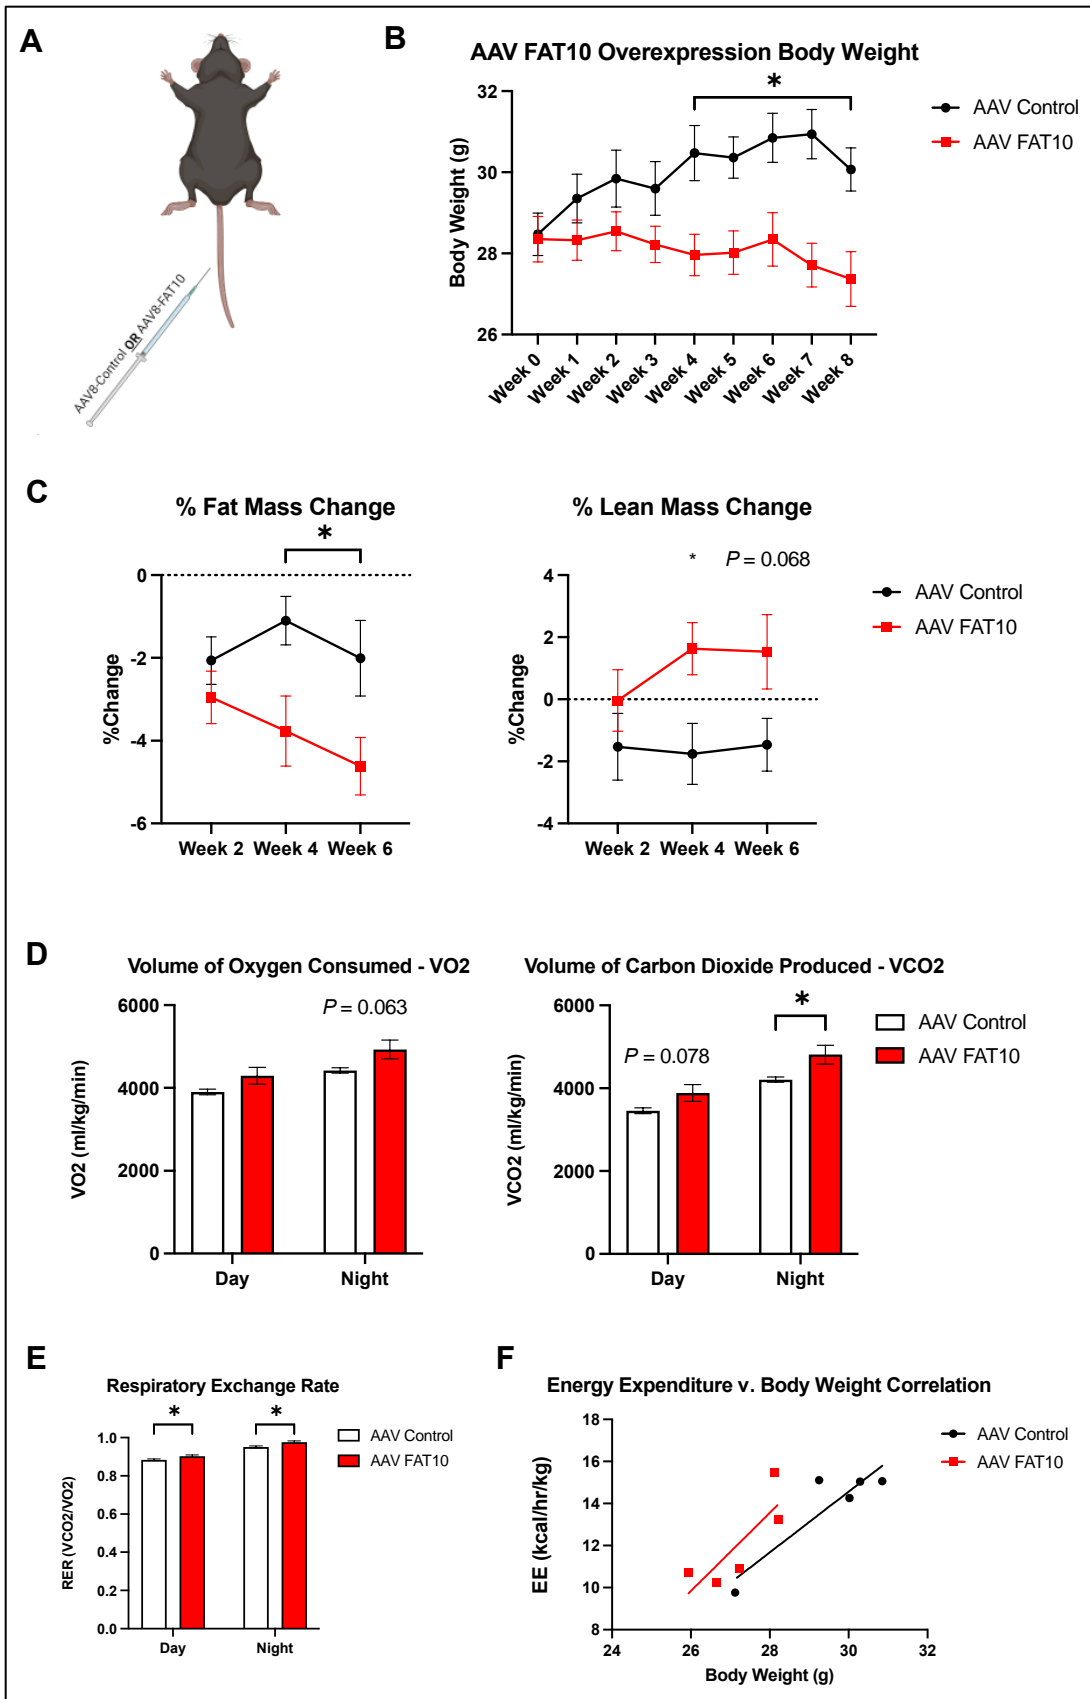 A
AAV8-Control OR AAV8-FAT10
B
AAV FAT10 Overexpression Body Weight
*
AAV Control
AAV FAT10
Body Weight (g)
32
30
28
26
Week 0
Week 1
Week 2
Week 3
Week 4
Week 5
Week 6
Week 7
Week 8
C
% Fat Mass Change
*
%Change
0
-2
-4
-6
Week 2 Week 4 Week 6
% Lean Mass Change
* P = 0.068
%Change
4
2
0
-2
-4
Week 2 Week 4 Week 6
AAV Control
AAV FAT10
D
Volume of Oxygen Consumed - VO2
P = 0.063
VO2 (ml/kg/min)
6000
4000
2000
0
Day Night
Volume of Carbon Dioxide Produced - VCO2
*
P = 0.078
VCO2 (ml/kg/min)
6000
4000
2000
0
Day Night
AAV Control
AAV FAT10
E
Respiratory Exchange Rate
* *
RER (VCO2/VO2)
1.0
0.8
0.6
0.4
0.2
0.0
Day Night
AAV Control
AAV FAT10
F
Energy Expenditure v. Body Weight Correlation
EE (kcal/hr/kg)
18
16
14
12
10
8
24 26 28 30 32
Body Weight (g)
AAV Control
AAV FAT10